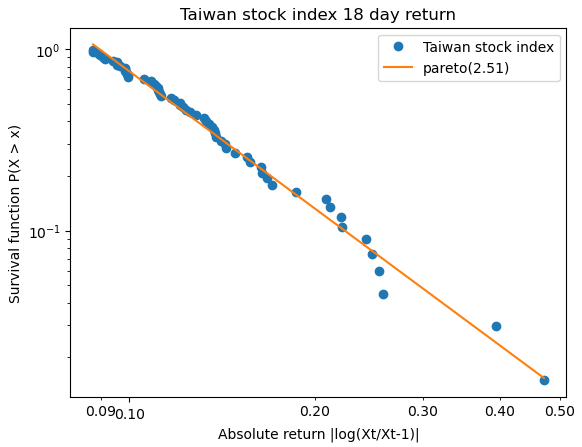 Taiwan stock index 18 day return
Taiwan stock index
pareto(2.51)
Survival function P(X > x)
10⁰
10⁻¹
0.09 0.10 0.20 0.30 0.40 0.50
Absolute return |log(Xt/Xt-1)|